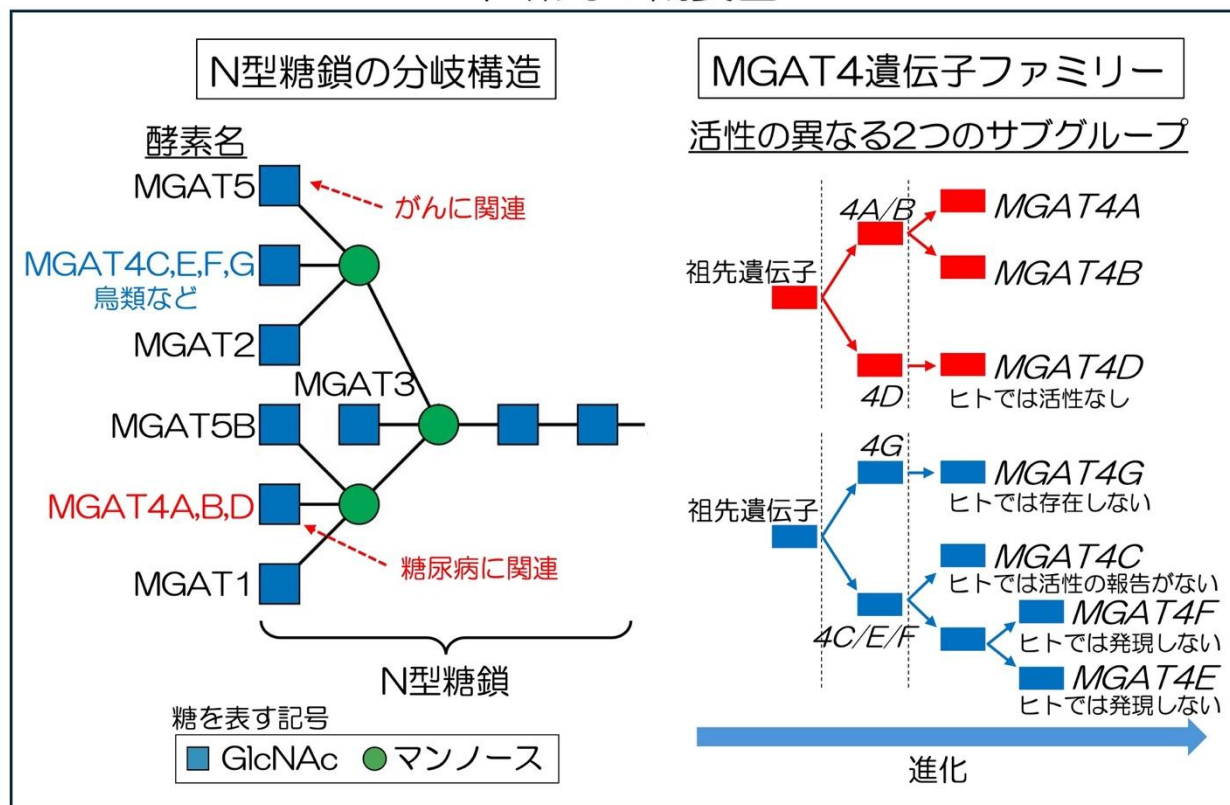 N型糖鎖の分岐構造
酵素名
MGAT5
がんに関連
MGAT4C,E,F,G
鳥類など
MGAT2
MGAT3
MGAT5B
MGAT4A,B,D
糖尿病に関連
MGAT1
N型糖鎖
糖を表す記号
GlcNAc マンノース
MGAT4遺伝子ファミリー
活性の異なる2つのサブグループ
4A/B
MGAT4A
祖先遺伝子
MGAT4B
MGAT4D
4D
ヒトでは活性なし
4G
MGAT4G
ヒトでは存在しない
祖先遺伝子
MGAT4C
ヒトでは活性の報告がない
MGAT4F
4C/E/F
ヒトでは発現しない
MGAT4E
ヒトでは発現しない
進化